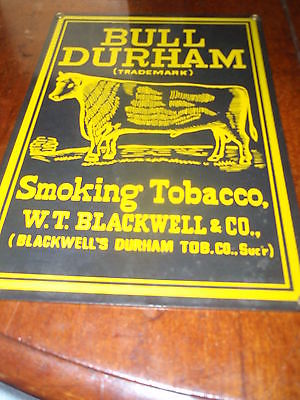 BULL
DURHAM
(TRADEMARK)
Smoking Tobacco,
W.T. BLACKWELL & CO.,
(BLACKWELL'S DURHAM TOB. CO., Suc'r)